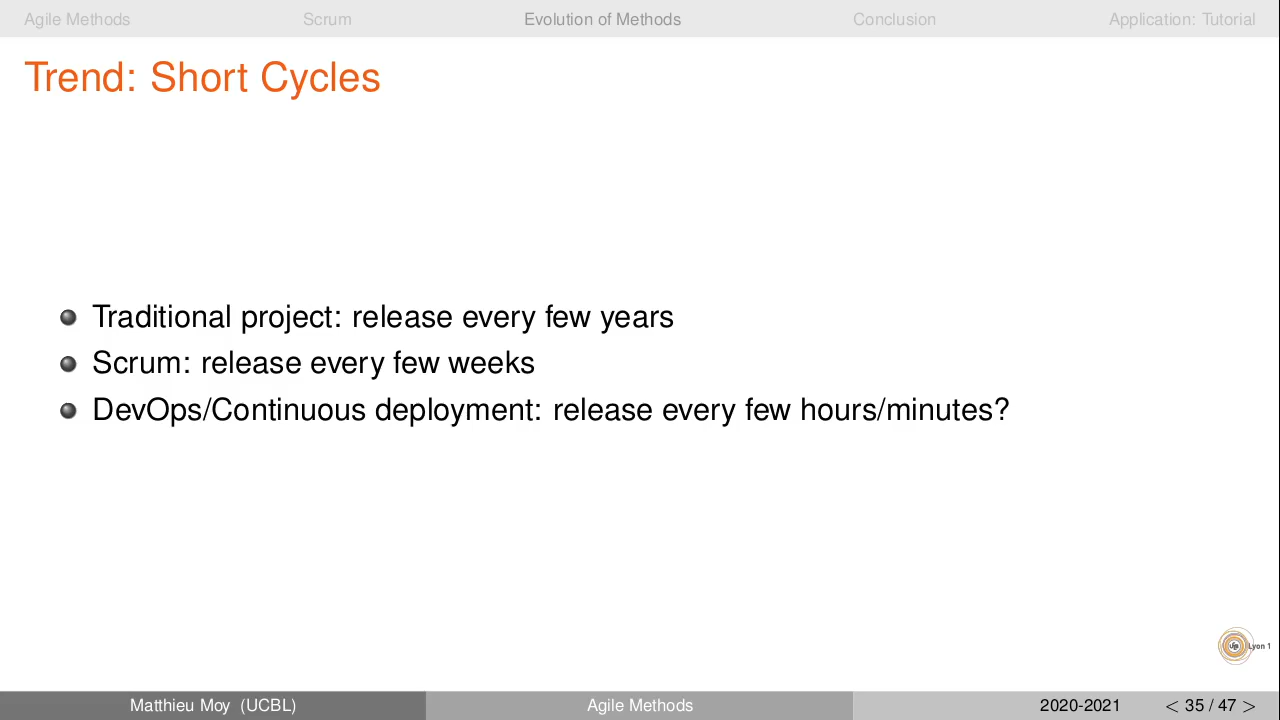 Agile Methods Scrum Evolution of Methods Conclusion Application: Tutorial
Trend: Short Cycles
Traditional project: release every few years
Scrum: release every few weeks
DevOps/Continuous deployment: release every few hours/minutes?
Lyon 1
Matthieu Moy (UCBL) Agile Methods 2020-2021 < 35 / 47 >